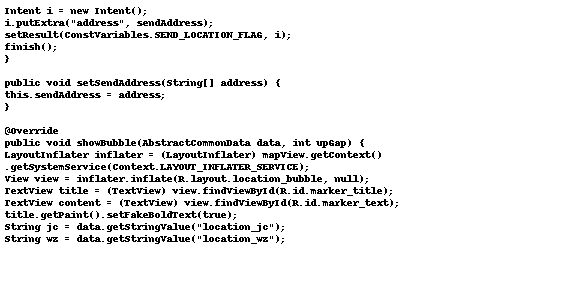 Intent i = new Intent();
i.putExtra("address", sendAddress);
setResult(ConstVariables.SEND_LOCATION_FLAG, i);
finish();
}

public void setSendAddress(String[] address) {
this.sendAddress = address;
}

@Override
public void showBubble(AbstractCommonData data, int upGap) {
LayoutInflater inflater = (LayoutInflater) mapView.getContext()
.getSystemService(Context.LAYOUT_INFLATER_SERVICE);
View view = inflater.inflate(R.layout.location_bubble, null);
TextView title = (TextView) view.findViewById(R.id.marker_title);
TextView content = (TextView) view.findViewById(R.id.marker_text);
title.getPaint().setFakeBoldText(true);
String jc = data.getStringValue("location_jc");
String wz = data.getStringValue("location_wz");